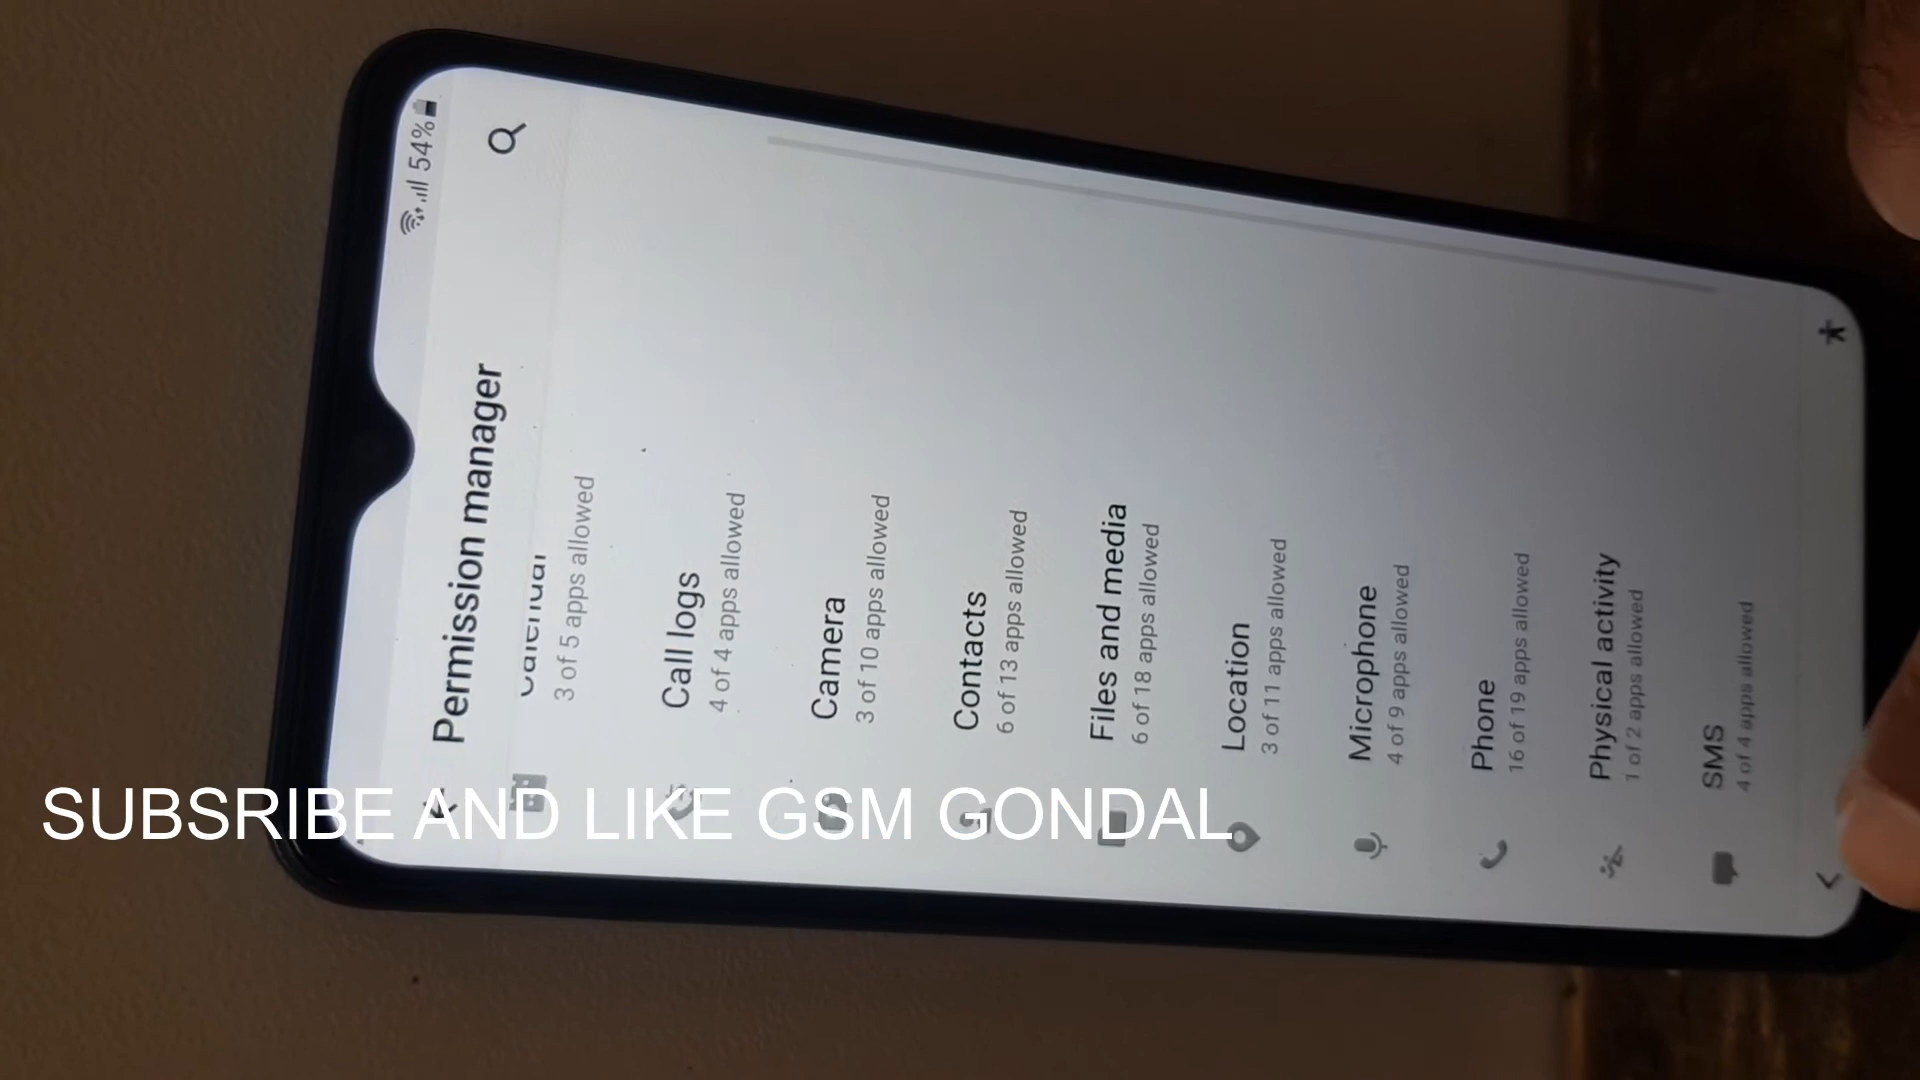 54%
Permission manager
Calendar
3 of 5 apps allowed
Call logs
4 of 4 apps allowed
Camera
3 of 10 apps allowed
Contacts
6 of 13 apps allowed
Files and media
6 of 18 apps allowed
Location
3 of 11 apps allowed
Microphone
4 of 9 apps allowed
Phone
16 of 19 apps allowed
Physical activity
1 of 2 apps allowed
SMS
4 of 4 apps allowed
SUBSRIBE AND LIKE GSM GONDAL